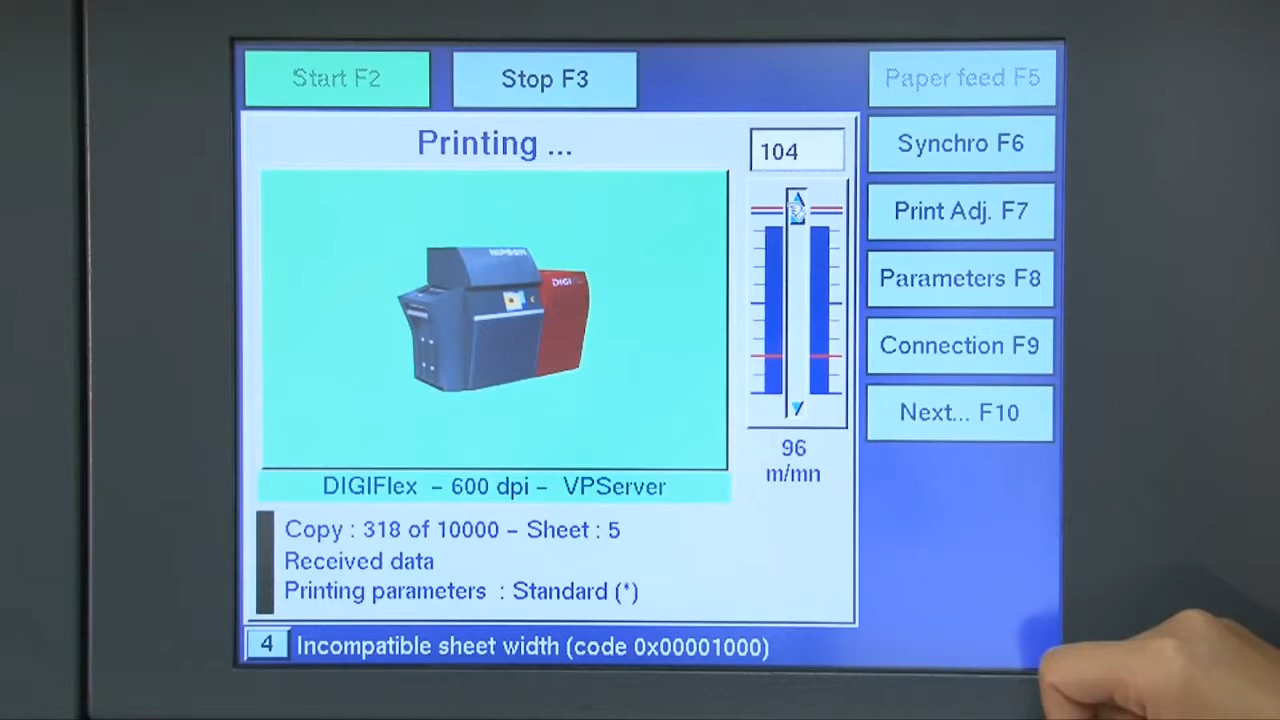 Start F2
Stop F3
Paper feed F5
Printing ...
104
Synchro F6
Print Adj. F7
NIPSON
DIGI
Parameters F8
Connection F9
Next... F10
96
m/mn
DIGIFlex - 600 dpi - VPServer
Copy : 318 of 10000 - Sheet : 5
Received data
Printing parameters : Standard (*)
4 Incompatible sheet width (code 0x00001000)